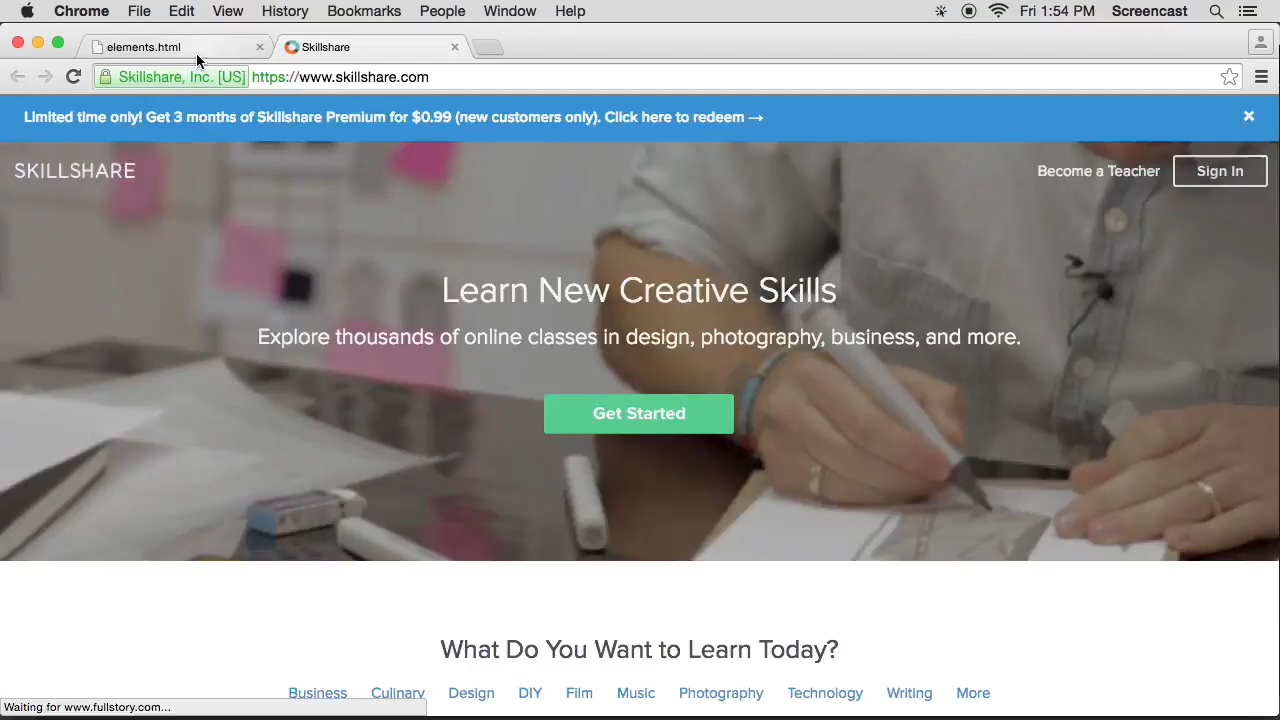 Chrome File Edit View History Bookmarks People Window Help Fri 1:54 PM Screencast
elements.html Skillshare
Skillshare, Inc. [US] https://www.skillshare.com
Limited time only! Get 3 months of Skillshare Premium for $0.99 (new customers only). Click here to redeem →
SKILLSHARE Become a Teacher Sign In
Learn New Creative Skills
Explore thousands of online classes in design, photography, business, and more.
Get Started
What Do You Want to Learn Today?
Business Culinary Design DIY Film Music Photography Technology Writing More
Waiting for www.fullstory.com...